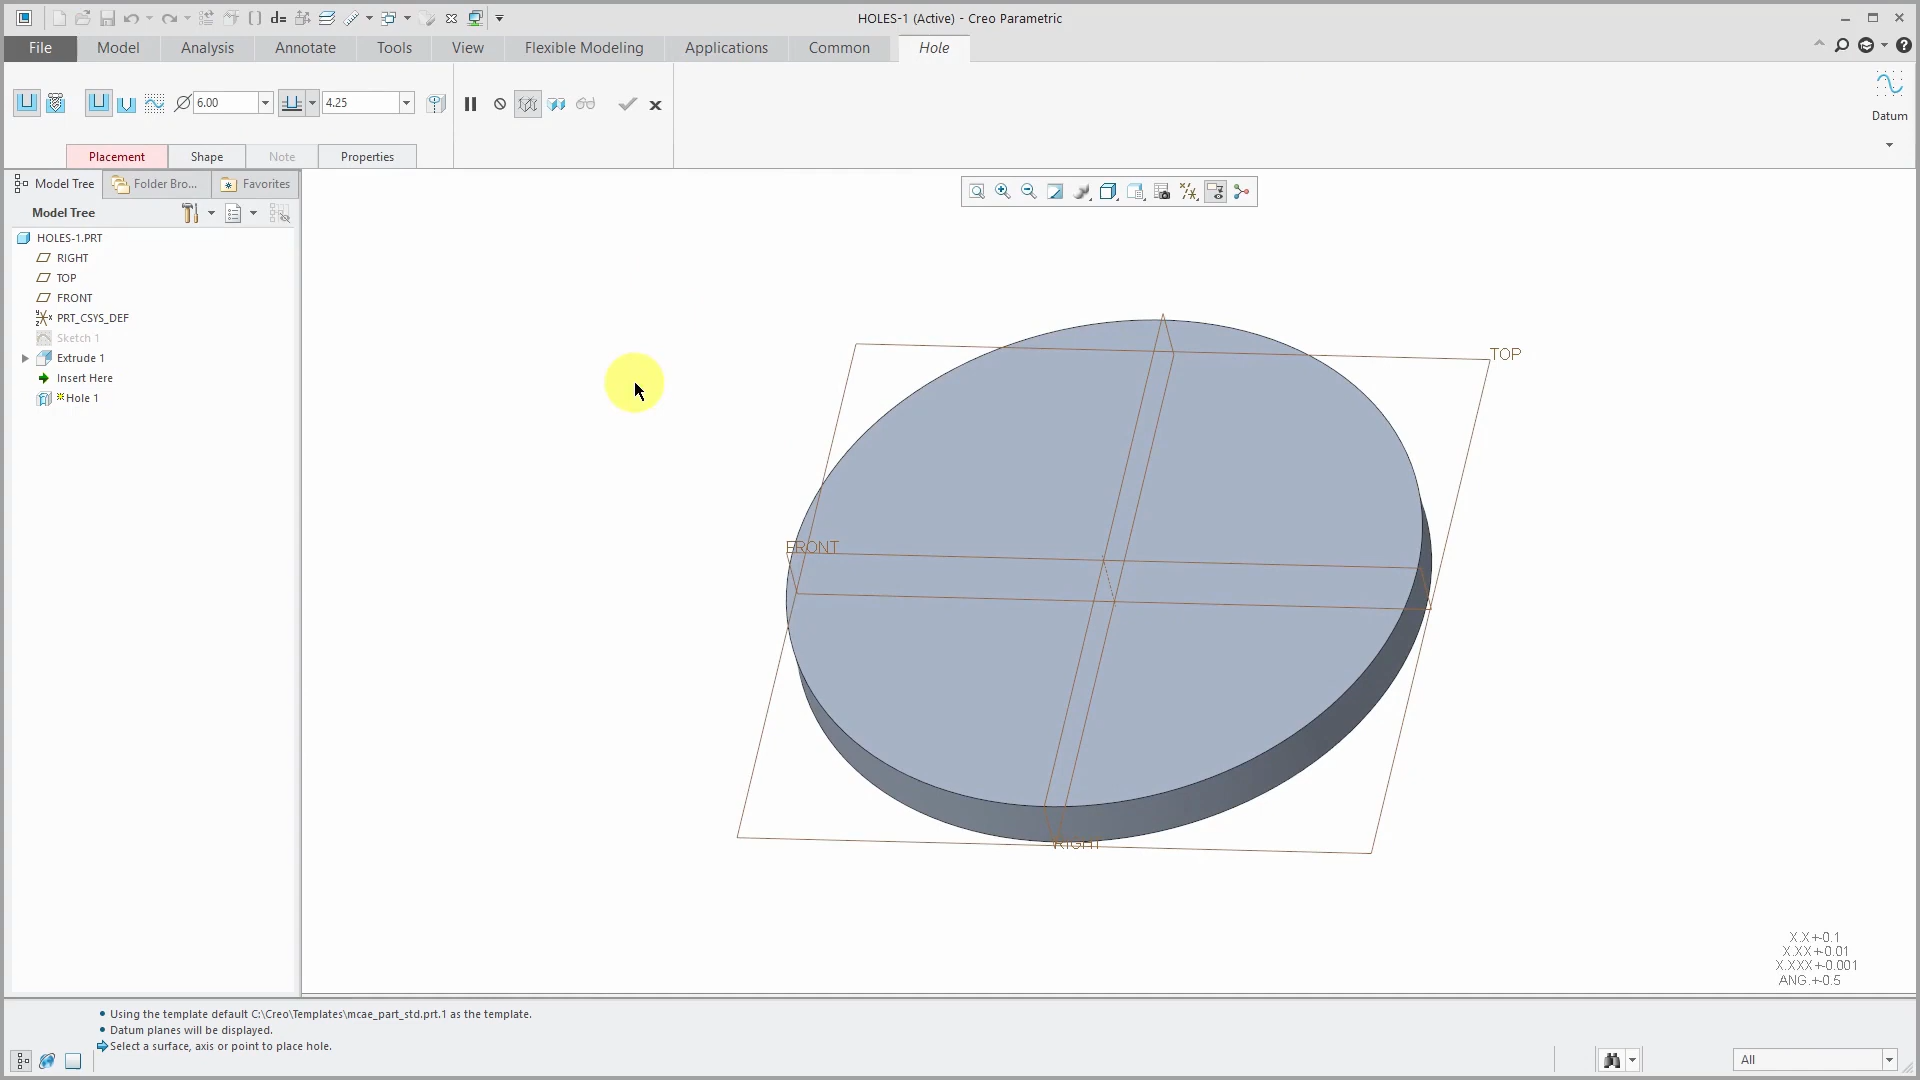 HOLES-1 (Active) - Creo Parametric
File Model Analysis Annotate Tools View Flexible Modeling Applications Common Hole
6.00 4.25
Datum
Placement Shape Note Properties
Model Tree Folder Bro... Favorites
Model Tree
HOLES-1.PRT
RIGHT
TOP
FRONT
PRT_CSYS_DEF
Sketch 1
Extrude 1
Insert Here
Hole 1
TOP
FRONT
RIGHT
X.X+-0.1
X.XX+-0.01
X.XXX+-0.001
ANG.+-0.5
Using the template default C:\Creo\Templates\mcae_part_std.prt.1 as the template.
Datum planes will be displayed.
Select a surface, axis or point to place hole.
All